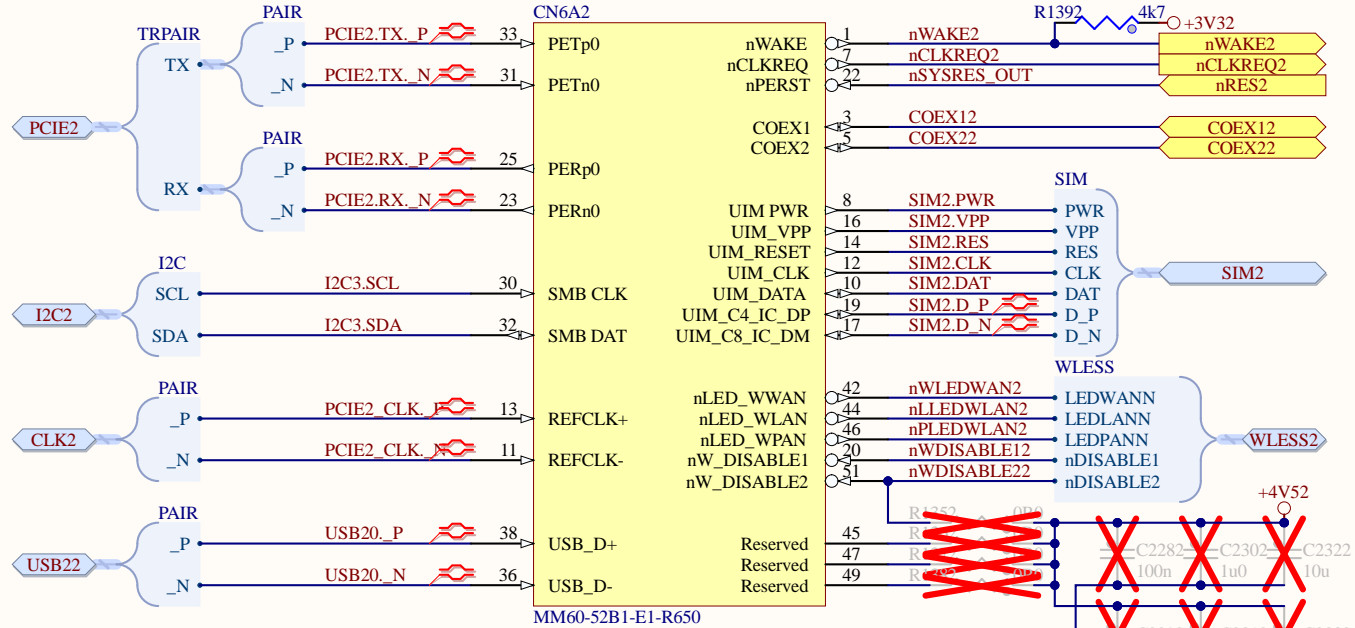 PAIR
CN6A2
R1392
4k7
+3V32
TRPAIR
_P
PCIE2.TX._P
33
PETp0
nWAKE
1
nWAKE2
nWAKE2
TX
nCLKREQ
7
nCLKREQ2
nCLKREQ2
_N
PCIE2.TX._N
31
PETn0
nPERST
22
nSYSRES_OUT
nRES2
PCIE2
COEX1
3
COEX12
COEX12
PAIR
COEX2
5
COEX22
COEX22
_P
PCIE2.RX._P
25
PERp0
SIM
RX
_N
PCIE2.RX._N
23
PERn0
UIM PWR
8
SIM2.PWR
PWR
UIM_VPP
16
SIM2.VPP
VPP
UIM_RESET
14
SIM2.RES
RES
I2C
UIM_CLK
12
SIM2.CLK
CLK
SIM2
SCL
I2C3.SCL
30
SMB CLK
UIM_DATA
10
SIM2.DAT
DAT
I2C2
UIM_C4_IC_DP
19
SIM2.D_P
D_P
SDA
I2C3.SDA
32
SMB DAT
UIM_C8_IC_DM
17
SIM2.D_N
D_N
WLESS
PAIR
nLED_WWAN
42
nWLEDWAN2
LEDWANN
_P
PCIE2_CLK._
13
REFCLK+
nLED_WLAN
44
nLLEDWLAN2
LEDLANN
CLK2
nLED_WPAN
46
nPLEDWLAN2
LEDPANN
WLESS2
_N
PCIE2_CLK._N
11
REFCLK-
nW_DISABLE1
20
nWDISABLE12
nDISABLE1
nW_DISABLE2
51
nWDISABLE22
nDISABLE2
+4V52
PAIR
R1352
0R0
_P
USB20._P
38
USB_D+
Reserved
45
C2282
C2302
C2322
USB22
Reserved
47
100n
1u0
10u
_N
USB20._N
36
USB_D-
Reserved
49
MM60-52B1-E1-R650